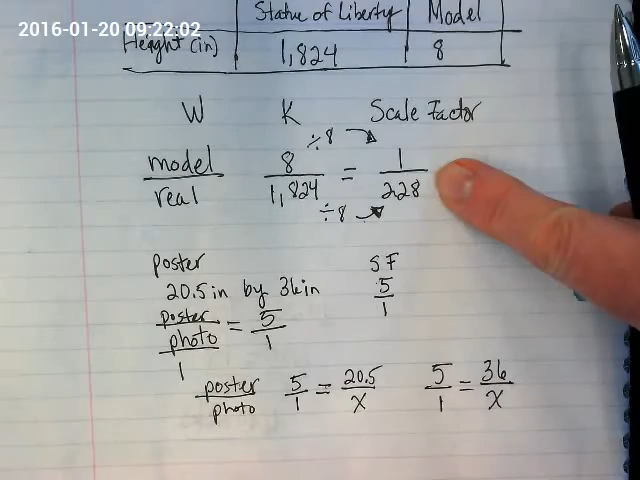 Statue of Liberty Model
2016-01-20 09:22:02
Height (in) 1,824 8
W K Scale Factor
÷8
model 8 = 1
real 1,824 228
÷8
poster SF
20.5in by 36in 5
1
poster = 5
photo 1
1
poster 5 = 20.5 5 = 36
photo 1 x 1 x